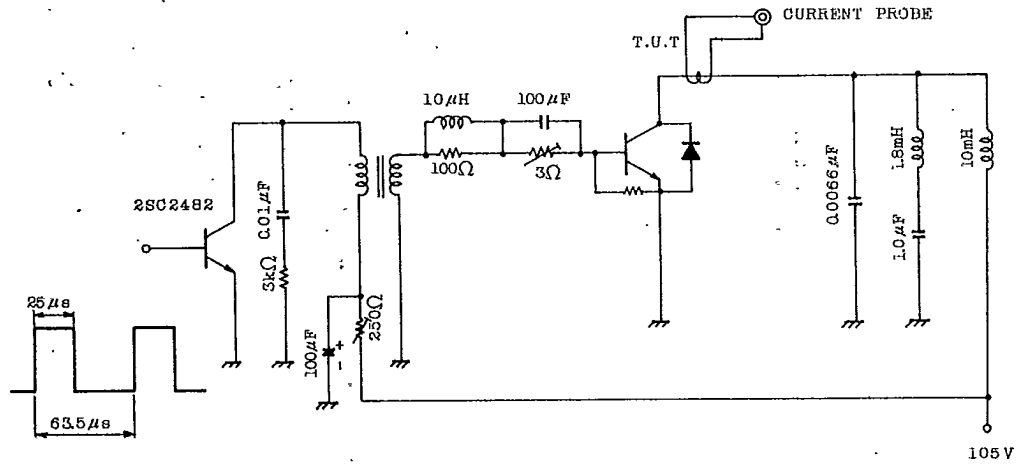 CURRENT PROBE
T.U.T
10μH
100μF
100Ω
3Ω
2SC2482
0.01μF
3kΩ
250Ω
100μF
+
-
0.0066μF
1.8mH
1.0μF
10mH
25μs
63.5μs
105V